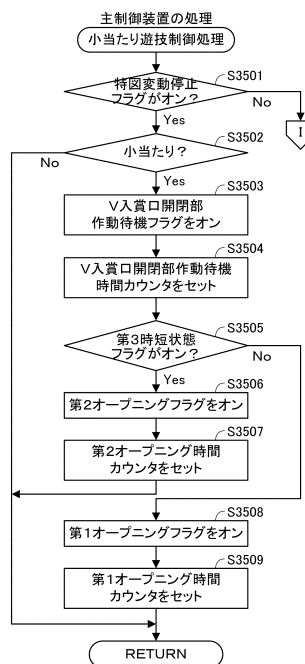 主制御装置の処理
小当たり遊技制御処理
S3501
特図変動停止
フラグがオン？
No
I
Yes
S3502
小当たり？
No
Yes
S3503
V入賞口開閉部
作動待機フラグをオン
S3504
V入賞口開閉部作動待機
時間カウンタをセット
S3505
第3時短状態
フラグがオン？
No
Yes
S3506
第2オープニングフラグをオン
S3507
第2オープニング時間
カウンタをセット
S3508
第1オープニングフラグをオン
S3509
第1オープニング時間
カウンタをセット
RETURN